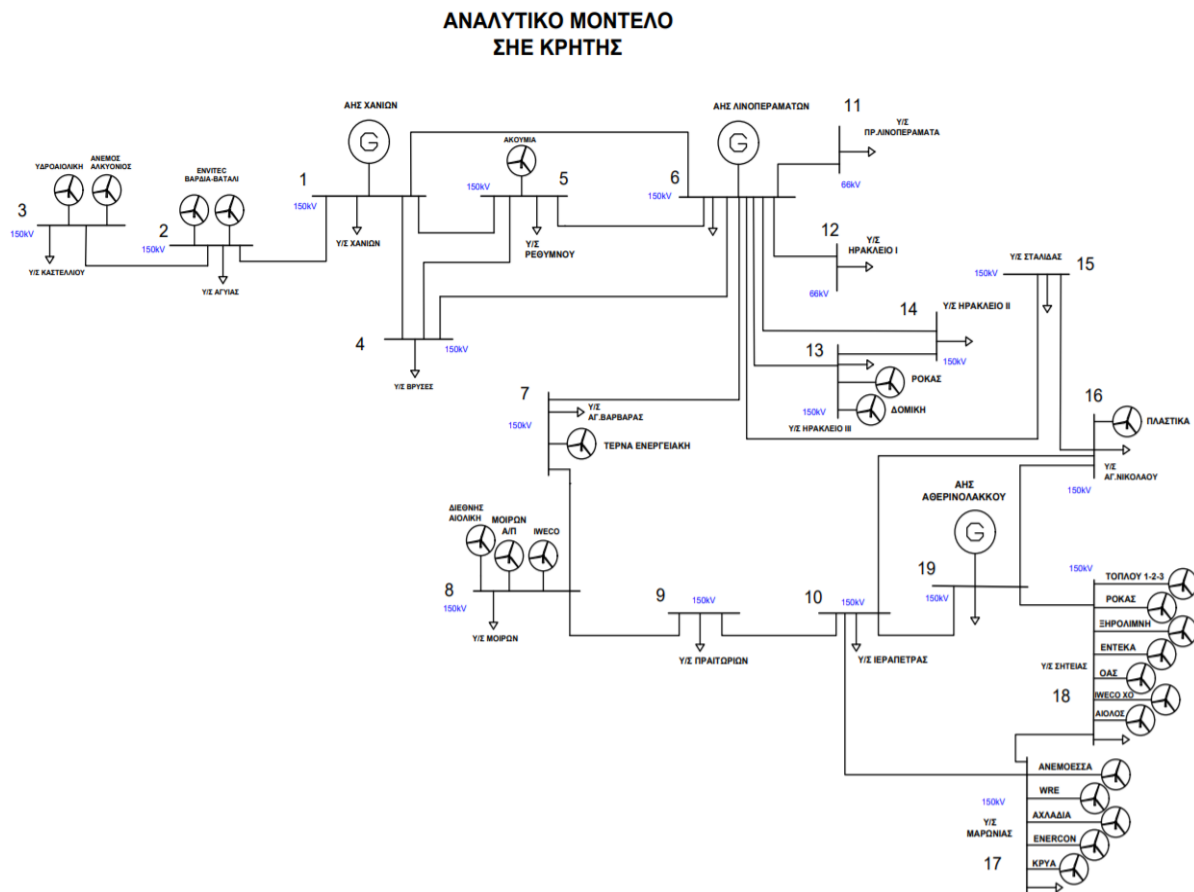 ΑΝΑΛΥΤΙΚΟ ΜΟΝΤΕΛΟ
ΣΗΕ ΚΡΗΤΗΣ
ΑΗΣ ΧΑΝΙΩΝ
G
1
150kV
Υ/Σ ΧΑΝΙΩΝ
ΥΔΡΟΑΙΟΛΙΚΗ
ΑΝΕΜΟΣ
ΑΛΚΥΟΝΙΟΣ
3
150kV
Υ/Σ ΚΑΣΤΕΛΛΙΟΥ
ENVITEC
ΒΑΡΔΙΑ-ΒΑΤΑΛΙ
2
150kV
Υ/Σ ΑΓΥΙΑΣ
ΑΚΟΥΜΙΑ
150kV
5
Υ/Σ
ΡΕΘΥΜΝΟΥ
4
150kV
Υ/Σ ΒΡΥΣΕΣ
ΑΗΣ ΛΙΝΟΠΕΡΑΜΑΤΩΝ
G
6
150kV
11
Υ/Σ
ΠΡ.ΛΙΝΟΠΕΡΑΜΑΤΑ
66kV
12
Υ/Σ
ΗΡΑΚΛΕΙΟ Ι
66kV
Υ/Σ ΣΤΑΛΙΔΑΣ
15
150kV
14
Υ/Σ ΗΡΑΚΛΕΙΟ ΙΙ
150kV
13
ΡΟΚΑΣ
ΔΟΜΙΚΗ
150kV
Υ/Σ ΗΡΑΚΛΕΙΟ ΙΙΙ
7
150kV
Υ/Σ
ΑΓ.ΒΑΡΒΑΡΑΣ
ΤΕΡΝΑ ΕΝΕΡΓΕΙΑΚΗ
16
ΠΛΑΣΤΙΚΑ
Υ/Σ
ΑΓ.ΝΙΚΟΛΑΟΥ
150kV
ΔΙΕΘΝΗΣ
ΑΙΟΛΙΚΗ
ΜΟΙΡΩΝ
Α/Π
IWECO
8
150kV
Υ/Σ ΜΟΙΡΩΝ
9
150kV
Υ/Σ ΠΡΑΙΤΩΡΙΩΝ
10
150kV
Υ/Σ ΙΕΡΑΠΕΤΡΑΣ
ΑΗΣ
ΑΘΕΡΙΝΟΛΑΚΚΟΥ
G
19
150kV
150kV
ΤΟΠΛΟΥ 1-2-3
ΡΟΚΑΣ
ΞΗΡΟΛΙΜΝΗ
ΕΝΤΕΚΑ
Υ/Σ ΣΗΤΕΙΑΣ
ΟΑΣ
18
IWECO ΧΟ
ΑΙΟΛΟΣ
ΑΝΕΜΟΕΣΣΑ
150kV
WRE
Υ/Σ
ΜΑΡΩΝΙΑΣ
ΑΧΛΑΔΙΑ
ENERCON
17
ΚΡΥΑ